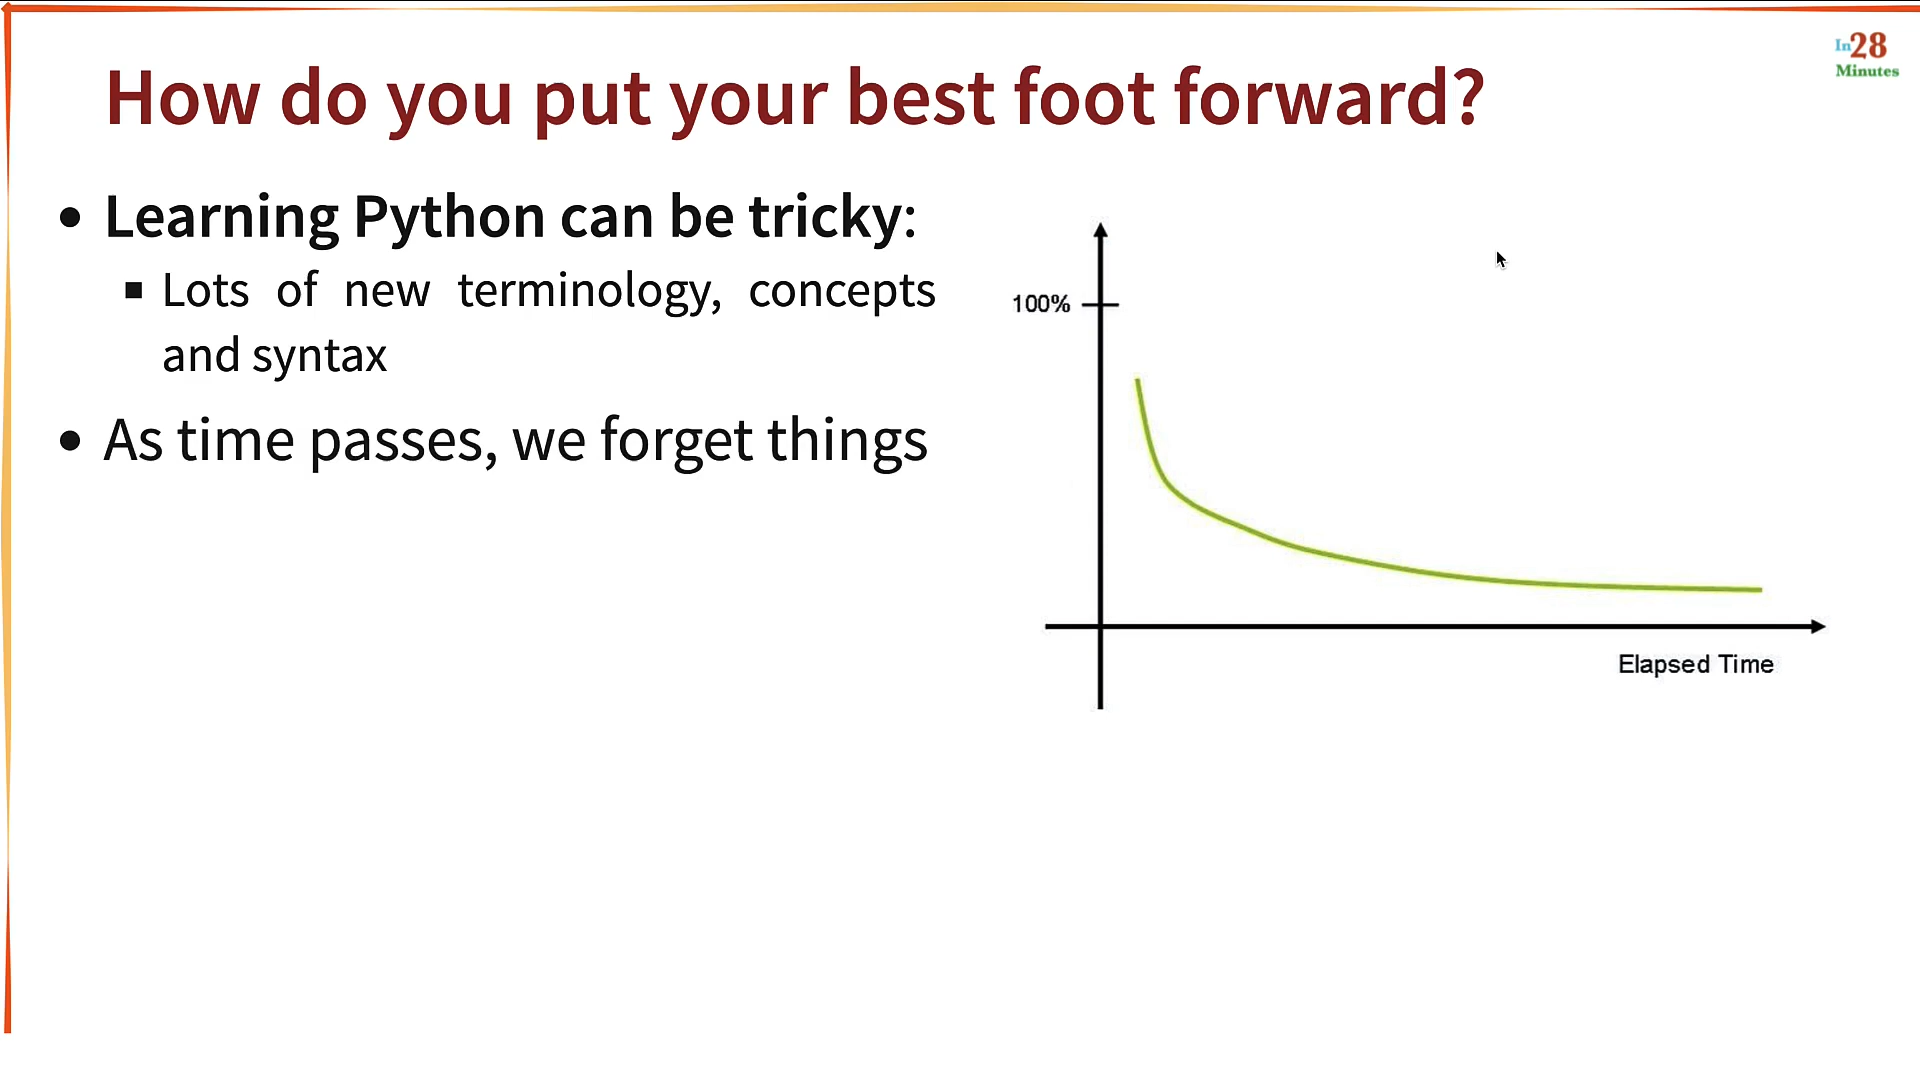 In28
Minutes
How do you put your best foot forward?
• Learning Python can be tricky:
▪ Lots of new terminology, concepts
and syntax
• As time passes, we forget things
100%
Elapsed Time